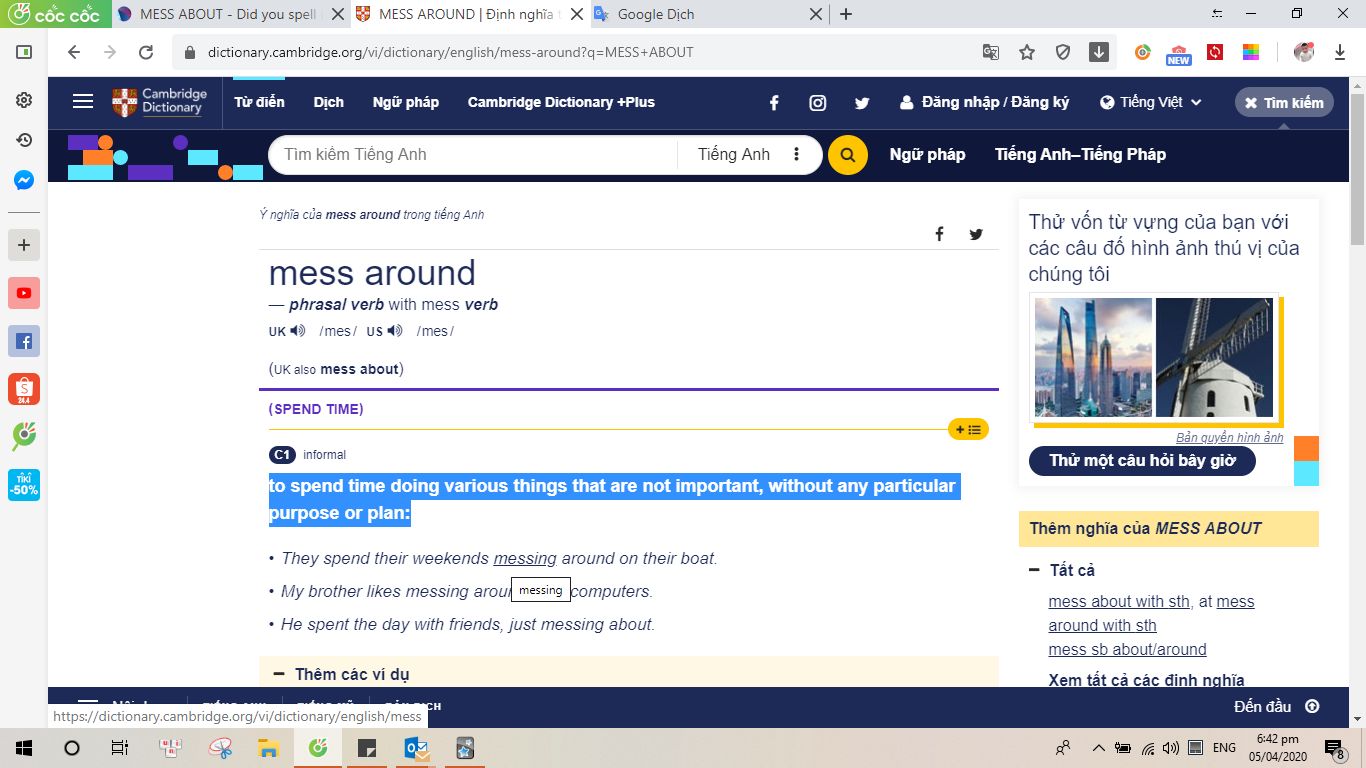 cốc cốc
MESS ABOUT - Did you spell
MESS AROUND | Định nghĩa t
Google Dịch
dictionary.cambridge.org/vi/dictionary/english/mess-around?q=MESS+ABOUT
NEW
Cambridge Dictionary
Từ điển
Dịch
Ngữ pháp
Cambridge Dictionary +Plus
Đăng nhập / Đăng ký
Tiếng Việt
Tìm kiếm
Tìm kiếm Tiếng Anh
Tiếng Anh
Ngữ pháp
Tiếng Anh–Tiếng Pháp
Ý nghĩa của mess around trong tiếng Anh
mess around
— phrasal verb with mess verb
UK /mes/ US /mes/
(UK also mess about)
(SPEND TIME)
C1 informal
to spend time doing various things that are not important, without any particular
purpose or plan:
• They spend their weekends messing around on their boat.
• My brother likes messing computers.
messing
• He spent the day with friends, just messing about.
Thêm các ví dụ
Thử vốn từ vựng của bạn với
các câu đố hình ảnh thú vị của
chúng tôi
Bản quyền hình ảnh
Thử một câu hỏi bây giờ
Thêm nghĩa của MESS ABOUT
Tất cả
mess about with sth, at mess
around with sth
mess sb about/around
Xem tất cả các định nghĩa
Đến đầu
https://dictionary.cambridge.org/vi/dictionary/english/mess
24.4
TIKI
-50%
ENG
6:42 pm
05/04/2020
8